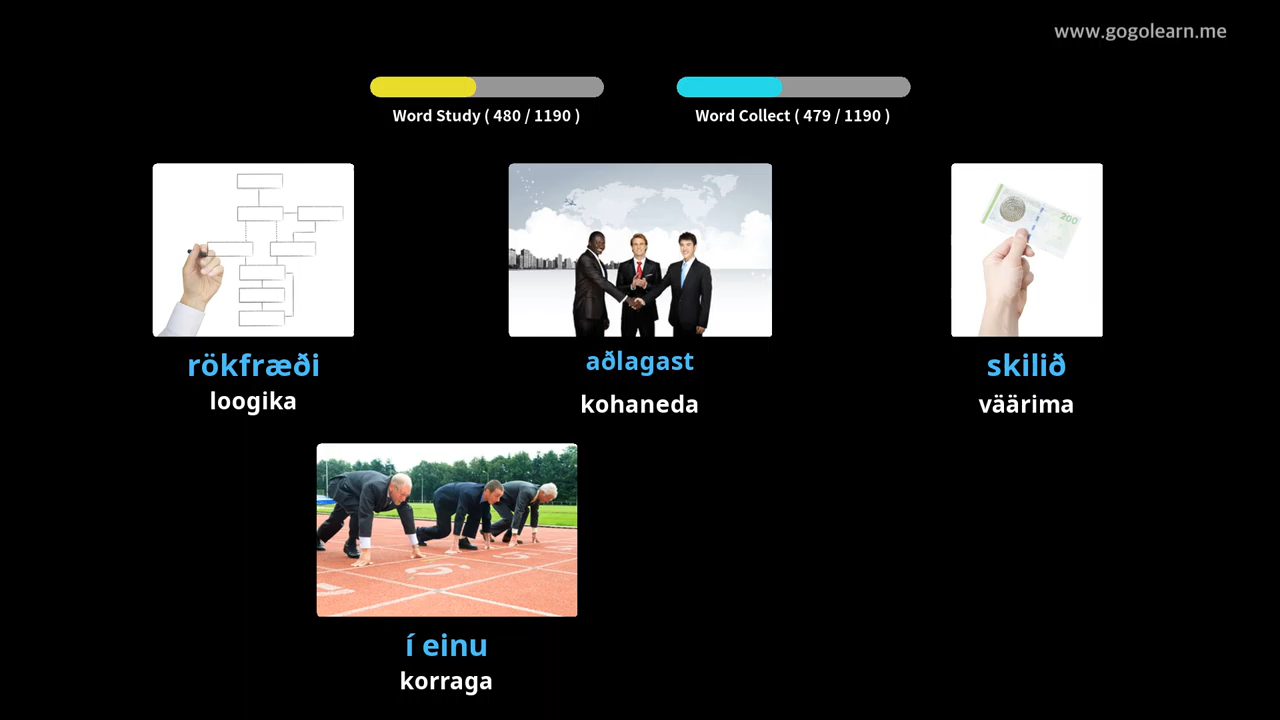 www.gogolearn.me
Word Study ( 480 / 1190 )
Word Collect ( 479 / 1190 )
200
rökfræði
loogika
aðlagast
kohaneda
skilið
väärima
í einu
korraga